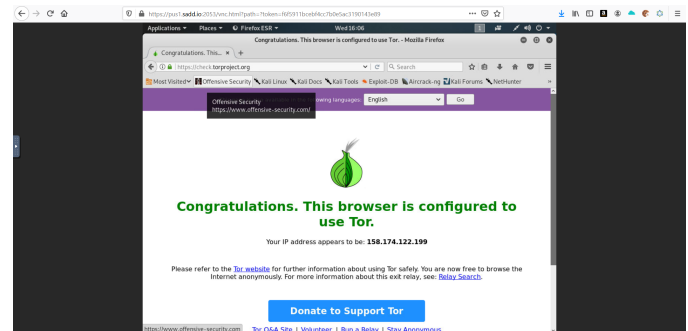 https://pus1.sadd.io:2053/vnc.html?path=?token=f6f5911bcebf4cc7b0e5ac3190143e89
Applications Places Firefox ESR Wed 16:06 1
Congratulations. This browser is configured to use Tor. - Mozilla Firefox
Congratulations. This...
https://check.torproject.org
Search
Most Visited Offensive Security Kali Linux Kali Docs Kali Tools Exploit-DB Aircrack-ng Kali Forums NetHunter
owing languages: English Go
Offensive Security
https://www.offensive-security.com/
Congratulations. This browser is configured to
use Tor.
Your IP address appears to be: 158.174.122.199
Please refer to the Tor website for further information about using Tor safely. You are now free to browse the
Internet anonymously. For more information about this exit relay, see: Relay Search.
Donate to Support Tor
https://www.offensive-security.com Tor Q&A Site | Volunteer | Run a Relay | Stay Anonymous